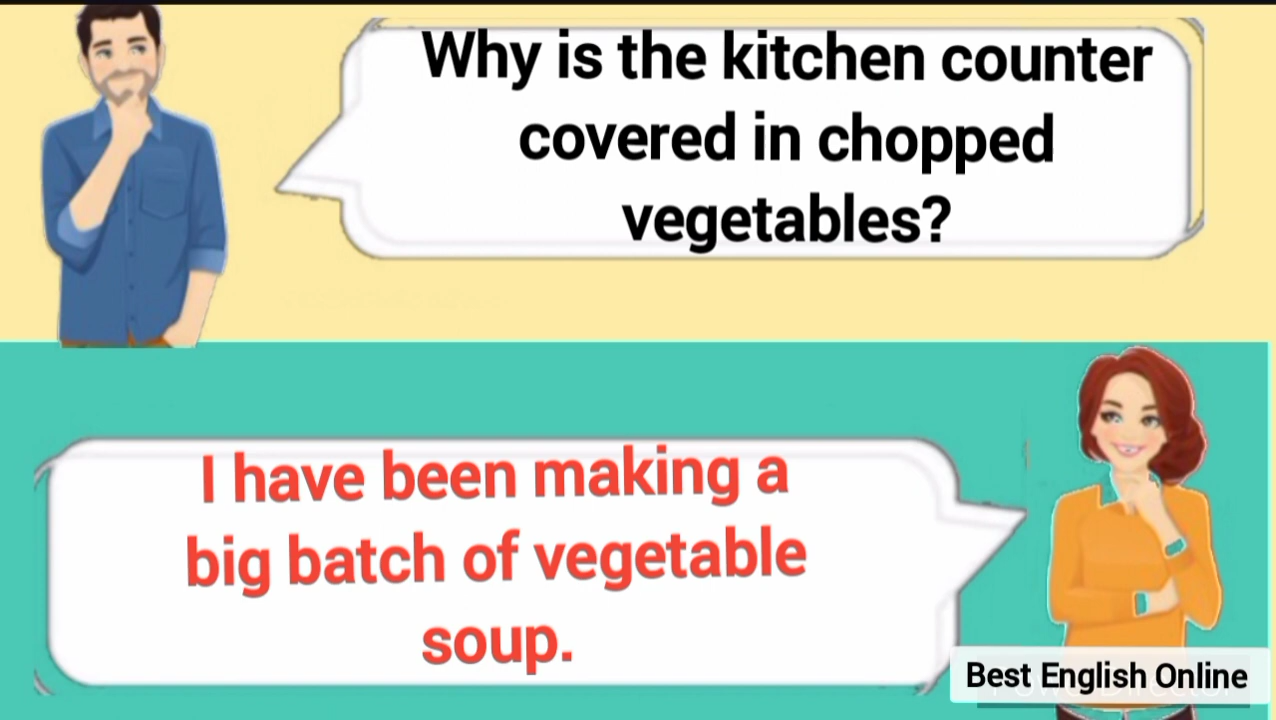 Why is the kitchen counter
covered in chopped
vegetables?
I have been making a
big batch of vegetable
soup.
Best English Online